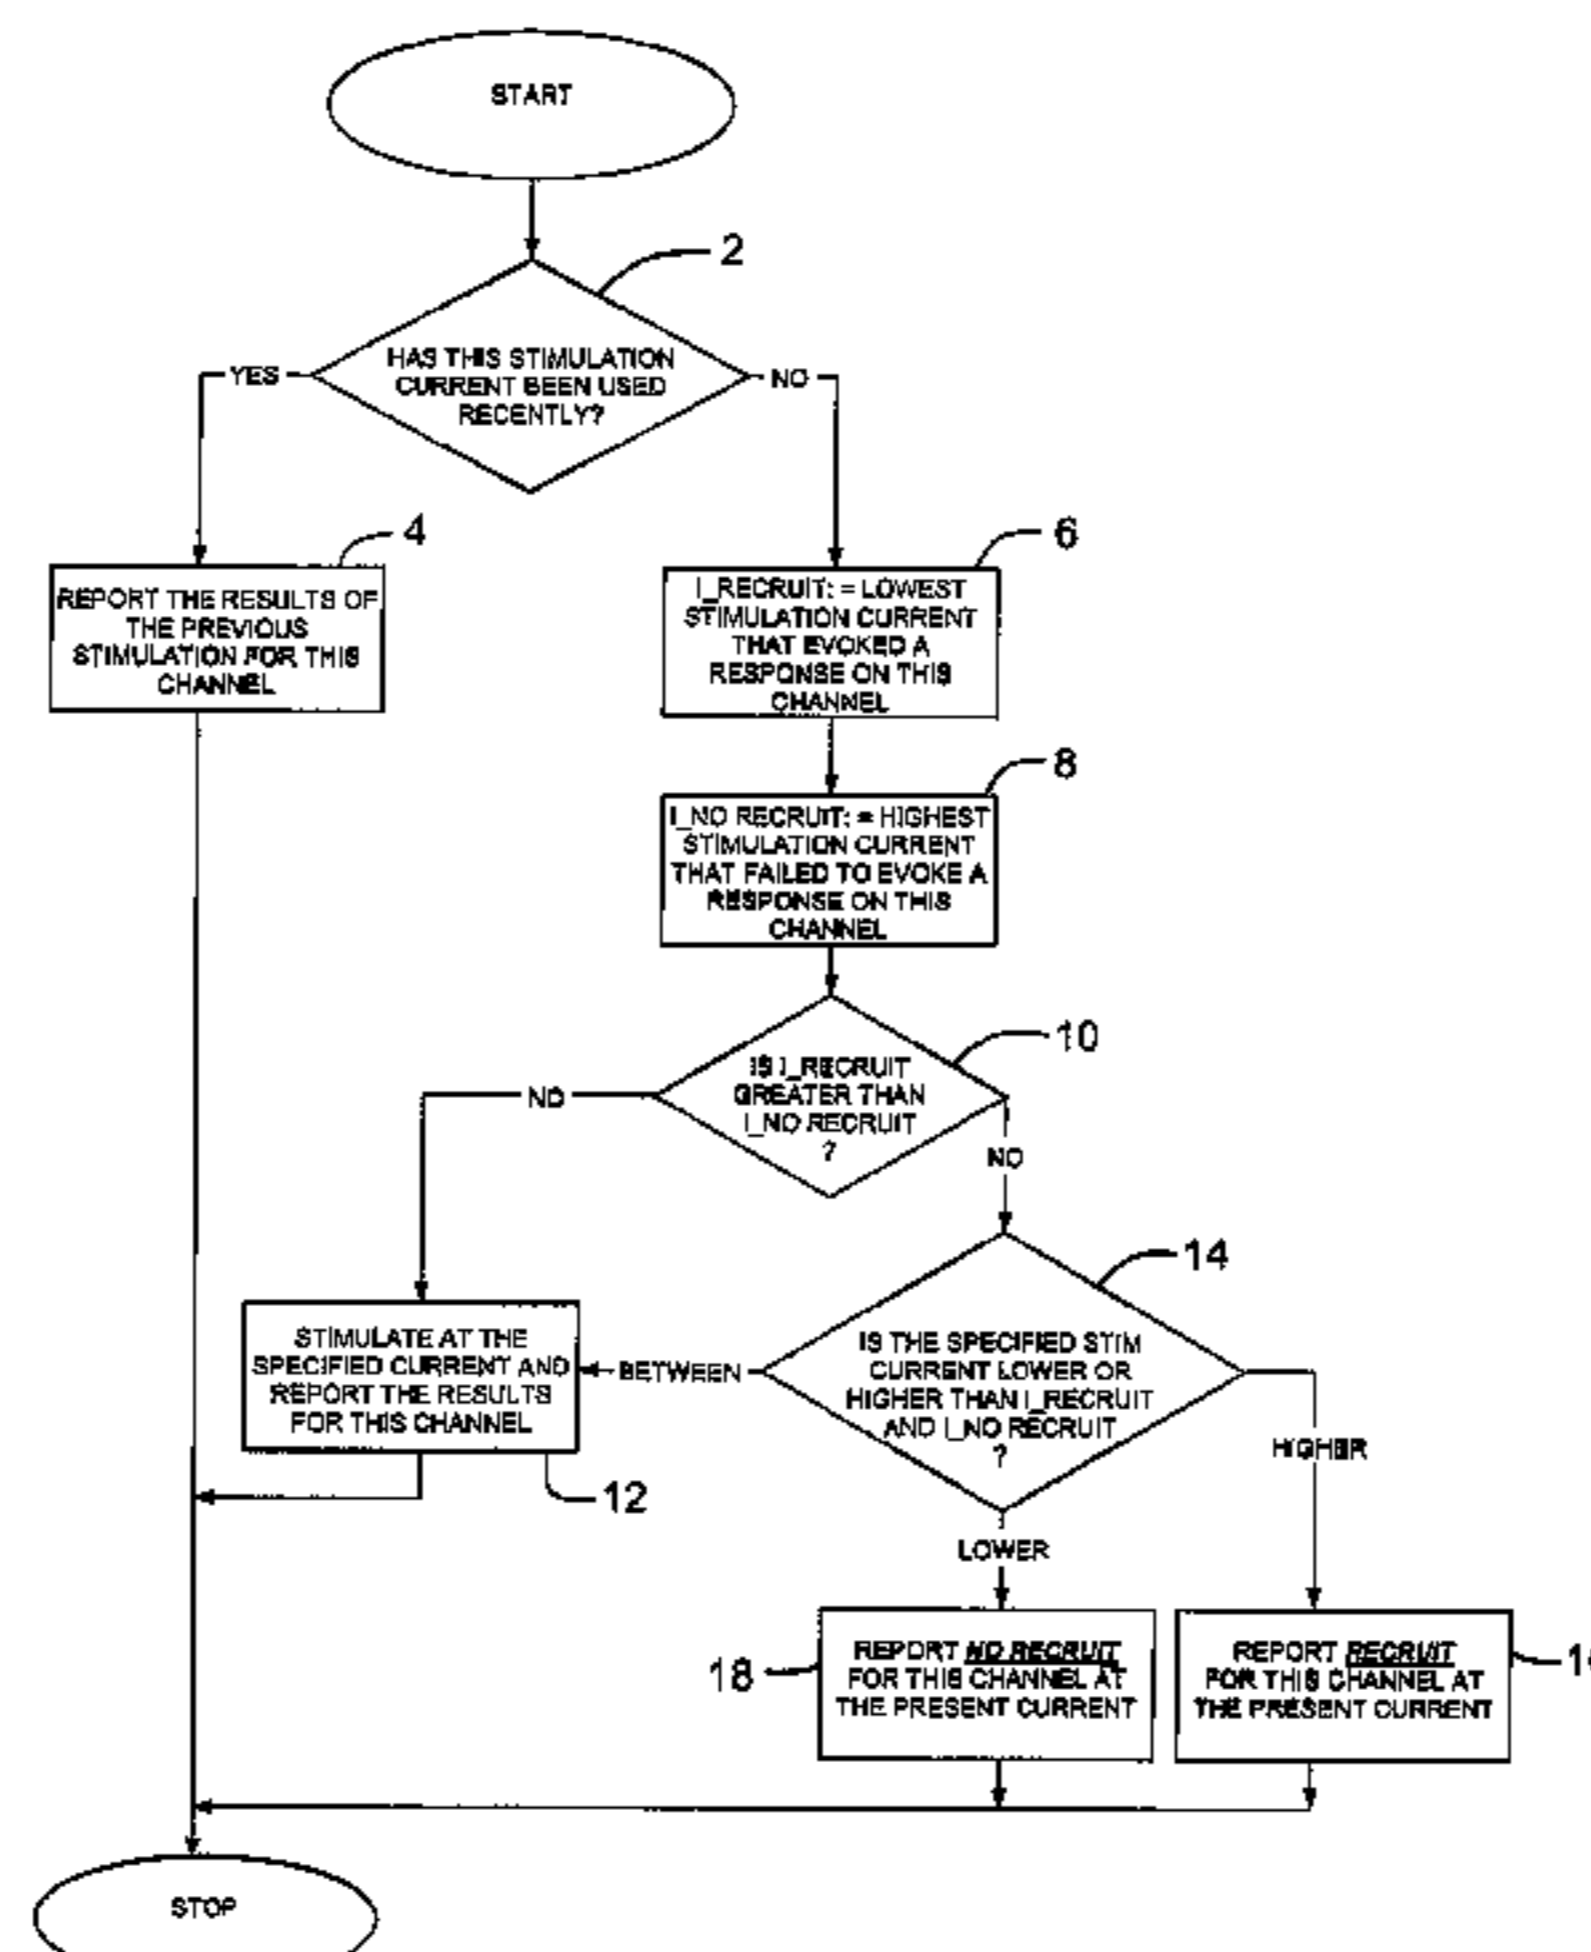 START
2
HAS THIS STIMULATION
CURRENT BEEN USED
RECENTLY?
YES
NO
4
REPORT THE RESULTS OF
THE PREVIOUS
STIMULATION FOR THIS
CHANNEL
6
I_RECRUIT: = LOWEST
STIMULATION CURRENT
THAT EVOKED A
RESPONSE ON THIS
CHANNEL
8
I_NO RECRUIT: = HIGHEST
STIMULATION CURRENT
THAT FAILED TO EVOKE A
RESPONSE ON THIS
CHANNEL
10
IS I_RECRUIT
GREATER THAN
I_NO RECRUIT
?
NO
NO
14
IS THE SPECIFIED STIM
CURRENT LOWER OR
HIGHER THAN I_RECRUIT
AND I_NO RECRUIT
?
BETWEEN
HIGHER
LOWER
STIMULATE AT THE
SPECIFIED CURRENT AND
REPORT THE RESULTS
FOR THIS CHANNEL
12
18
REPORT NO RECRUIT
FOR THIS CHANNEL AT
THE PRESENT CURRENT
REPORT RECRUIT
FOR THIS CHANNEL AT
THE PRESENT CURRENT
STOP